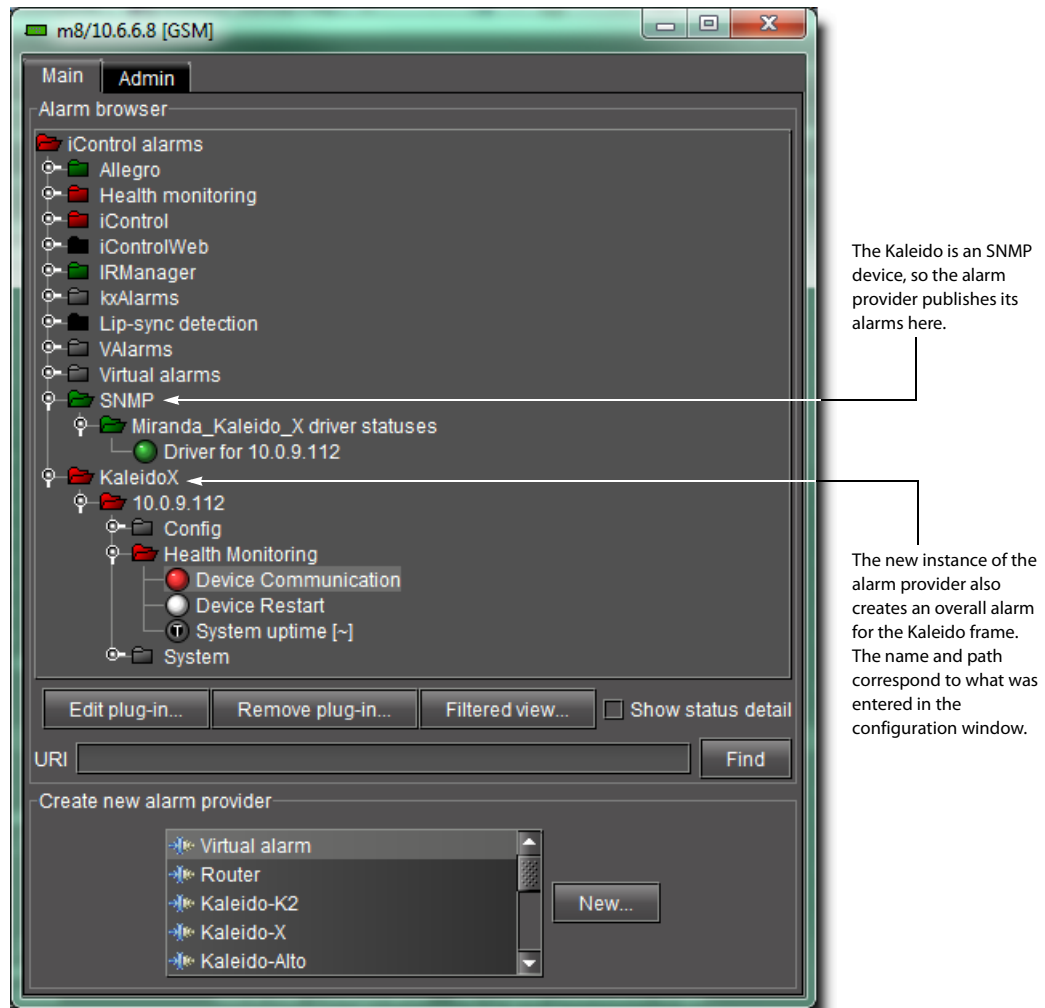 m8/10.6.6.8 [GSM]
Main
Admin
Alarm browser
iControl alarms
Allegro
Health monitoring
iControl
iControlWeb
IRManager
kxAlarms
Lip-sync detection
VAlarms
Virtual alarms
SNMP
Miranda_Kaleido_X driver statuses
Driver for 10.0.9.112
KaleidoX
10.0.9.112
Config
Health Monitoring
Device Communication
Device Restart
T System uptime [~]
System
Edit plug-in...
Remove plug-in...
Filtered view...
Show status detail
URI
Find
Create new alarm provider
Virtual alarm
Router
Kaleido-K2
Kaleido-X
Kaleido-Alto
New...
The Kaleido is an SNMP
device, so the alarm
provider publishes its
alarms here.
The new instance of the
alarm provider also
creates an overall alarm
for the Kaleido frame.
The name and path
correspond to what was
entered in the
configuration window.